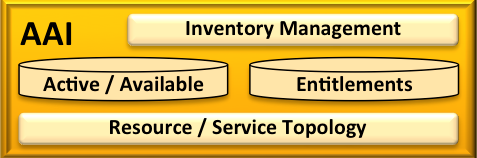 AAI
Inventory Management
Active / Available
Entitlements
Resource / Service Topology